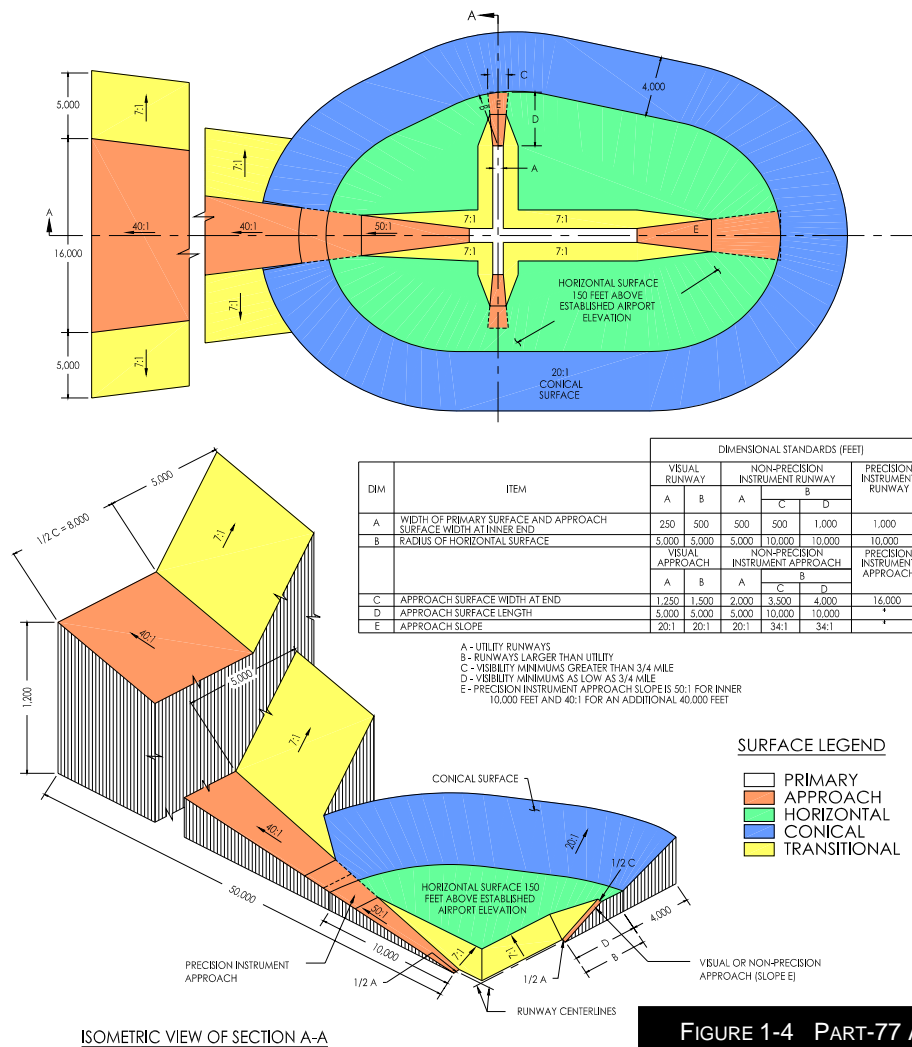 A
C
B
E
D
4,000
A
5,000
7:1
7:1
A
40:1
40:1
50:1
7:1
7:1
E
16,000
7:1
7:1
HORIZONTAL SURFACE
150 FEET ABOVE
ESTABLISHED AIRPORT
ELEVATION
5,000
7:1
7:1
20:1
CONICAL
SURFACE
DIMENSIONAL STANDARDS (FEET)
DIM ITEM VISUAL RUNWAY NON-PRECISION INSTRUMENT RUNWAY PRECISION INSTRUMENT RUNWAY
A B A B
C D
A WIDTH OF PRIMARY SURFACE AND APPROACH SURFACE WIDTH AT INNER END 250 500 500 500 1,000 1,000
B RADIUS OF HORIZONTAL SURFACE 5,000 5,000 5,000 10,000 10,000 10,000
VISUAL APPROACH NON-PRECISION INSTRUMENT APPROACH PRECISION INSTRUMENT APPROACH
A B A B
C D
C APPROACH SURFACE WIDTH AT END 1,250 1,500 2,000 3,500 4,000 16,000
D APPROACH SURFACE LENGTH 5,000 5,000 5,000 10,000 10,000 *
E APPROACH SLOPE 20:1 20:1 20:1 34:1 34:1 *
A - UTILITY RUNWAYS
B - RUNWAYS LARGER THAN UTILITY
C - VISIBILITY MINIMUMS GREATER THAN 3/4 MILE
D - VISIBILITY MINIMUMS AS LOW AS 3/4 MILE
E - PRECISION INSTRUMENT APPROACH SLOPE IS 50:1 FOR INNER
10,000 FEET AND 40:1 FOR AN ADDITIONAL 40,000 FEET
5,000
1/2 C = 8,000
7:1
40:1
5,000
1,200
7:1
40:1
CONICAL SURFACE
20:1
1/2 C
HORIZONTAL SURFACE 150
FEET ABOVE ESTABLISHED
AIRPORT ELEVATION
50:1
50,000
10,000
7:1
7:1
D
B
4,000
PRECISION INSTRUMENT
APPROACH
1/2 A
1/2 A
VISUAL OR NON-PRECISION
APPROACH (SLOPE E)
RUNWAY CENTERLINES
SURFACE LEGEND
PRIMARY
APPROACH
HORIZONTAL
CONICAL
TRANSITIONAL
ISOMETRIC VIEW OF SECTION A-A
FIGURE 1-4 PART-77 A